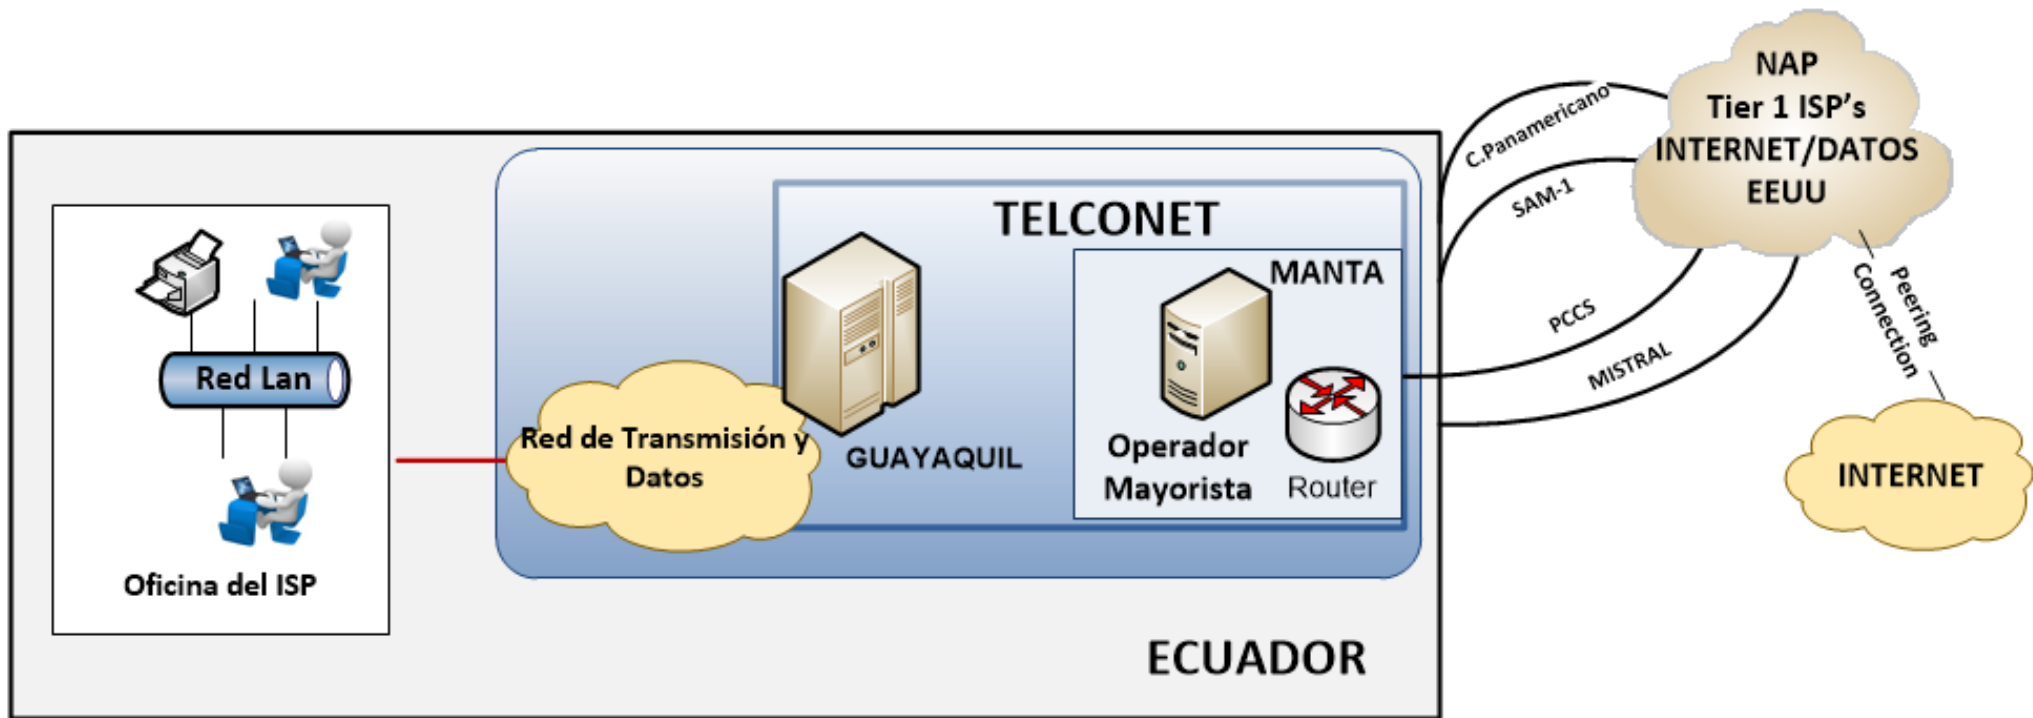 Red Lan
Oficina del ISP
Red de Transmisión y
Datos
TELCONET
GUAYAQUIL
MANTA
Operador
Mayorista
Router
ECUADOR
C.Panamericano
SAM-1
PCCS
MISTRAL
NAP
Tier 1 ISP's
INTERNET/DATOS
EEUU
Peering
Connection
INTERNET